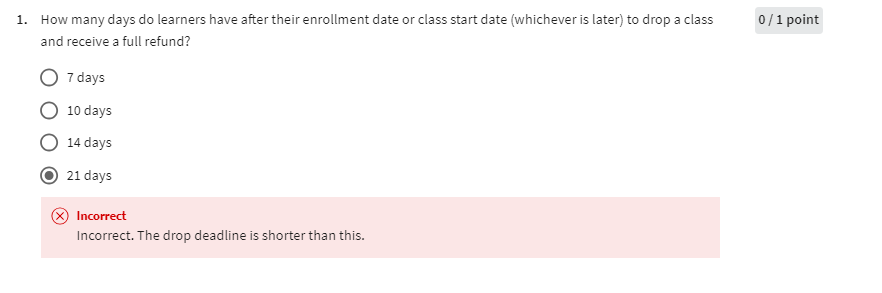 1. How many days do learners have after their enrollment date or class start date (whichever is later) to drop a class 0 / 1 point
and receive a full refund?
7 days
10 days
14 days
21 days
Incorrect
Incorrect. The drop deadline is shorter than this.